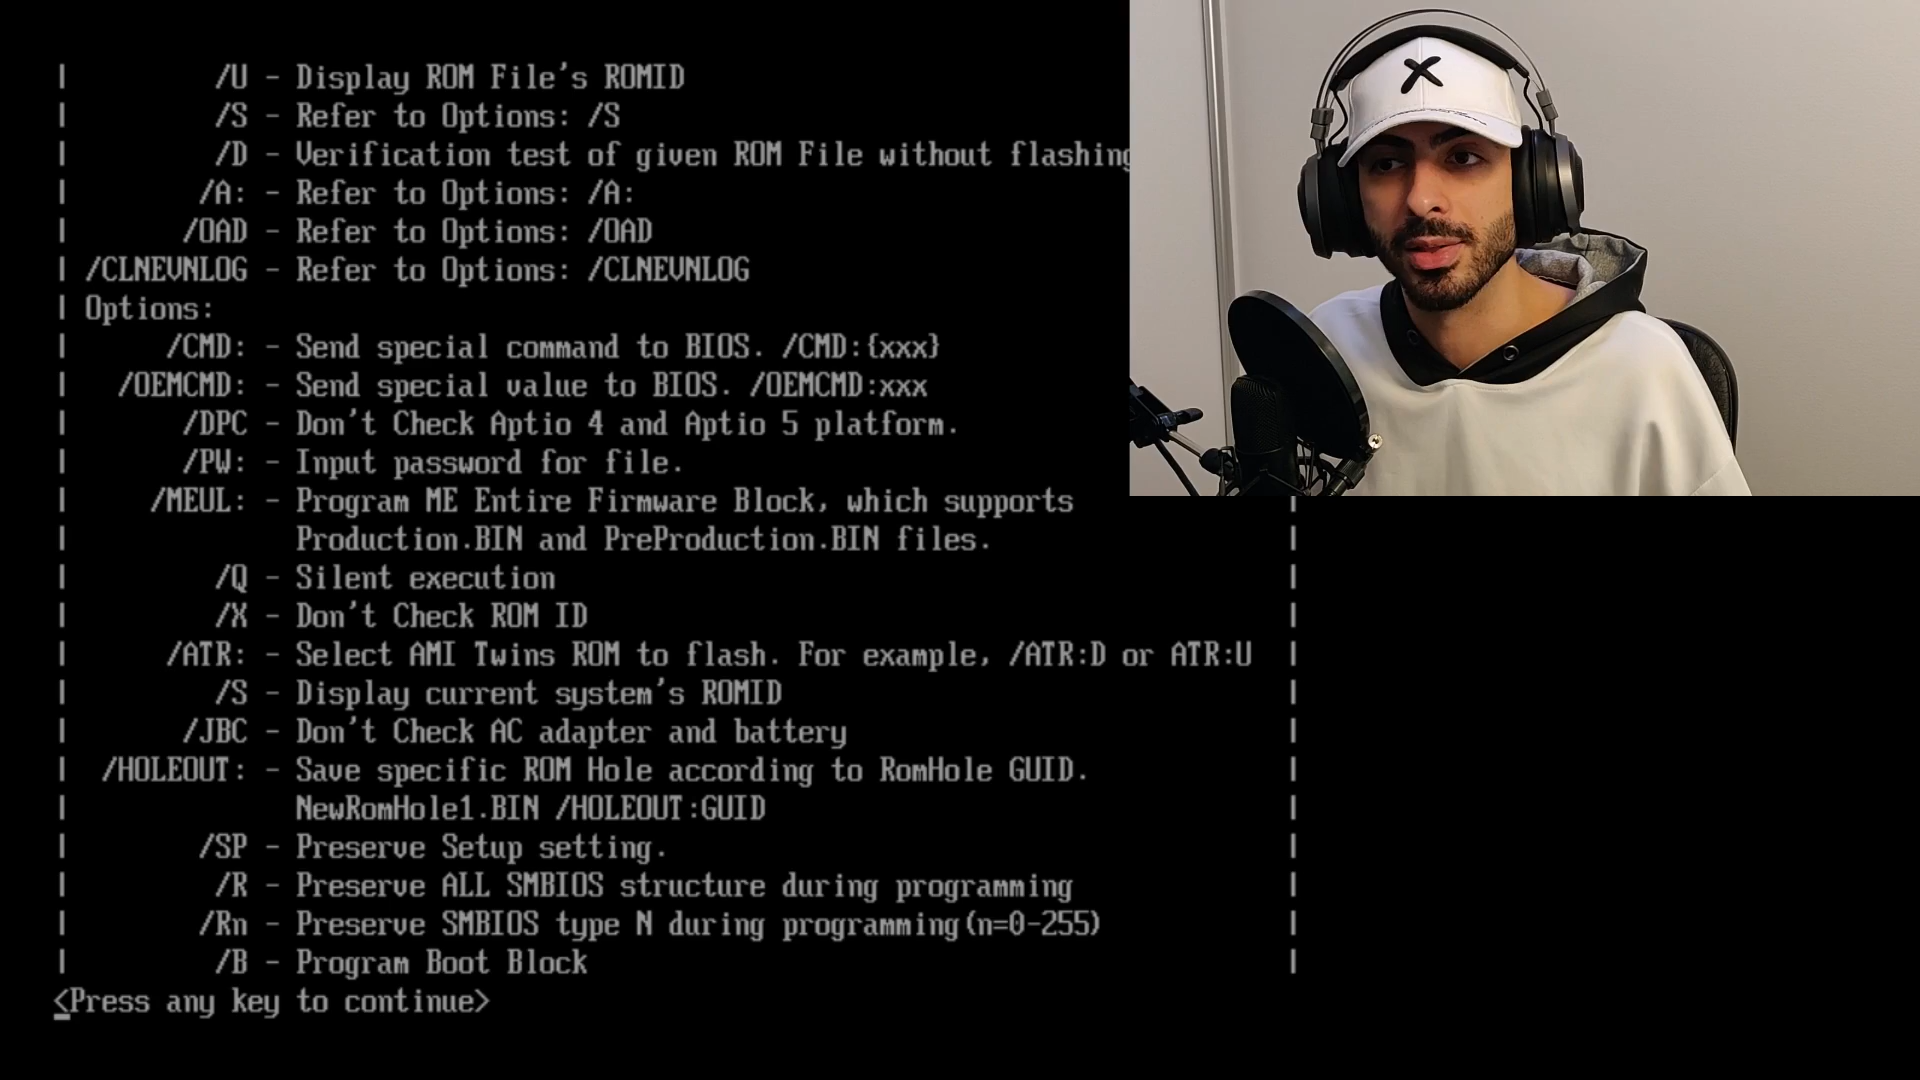 | /U - Display ROM File's ROMID
| /S - Refer to Options: /S
| /D - Verification test of given ROM File without flashing
| /A: - Refer to Options: /A:
| /OAD - Refer to Options: /OAD
| /CLNEVNLOG - Refer to Options: /CLNEVNLOG
| Options:
| /CMD: - Send special command to BIOS. /CMD:{xxx}
| /OEMCMD: - Send special value to BIOS. /OEMCMD:xxx
| /DPC - Don't Check Aptio 4 and Aptio 5 platform.
| /PW: - Input password for file.
| /MEUL: - Program ME Entire Firmware Block, which supports |
| Production.BIN and PreProduction.BIN files. |
| /Q - Silent execution |
| /X - Don't Check ROM ID |
| /ATR: - Select AMI Twins ROM to flash. For example, /ATR:D or ATR:U |
| /S - Display current system's ROMID |
| /JBC - Don't Check AC adapter and battery |
| /HOLEOUT: - Save specific ROM Hole according to RomHole GUID. |
| NewRomHole1.BIN /HOLEOUT:GUID |
| /SP - Preserve Setup setting. |
| /R - Preserve ALL SMBIOS structure during programming |
| /Rn - Preserve SMBIOS type N during programming(n=0-255) |
| /B - Program Boot Block |
<Press any key to continue>
X